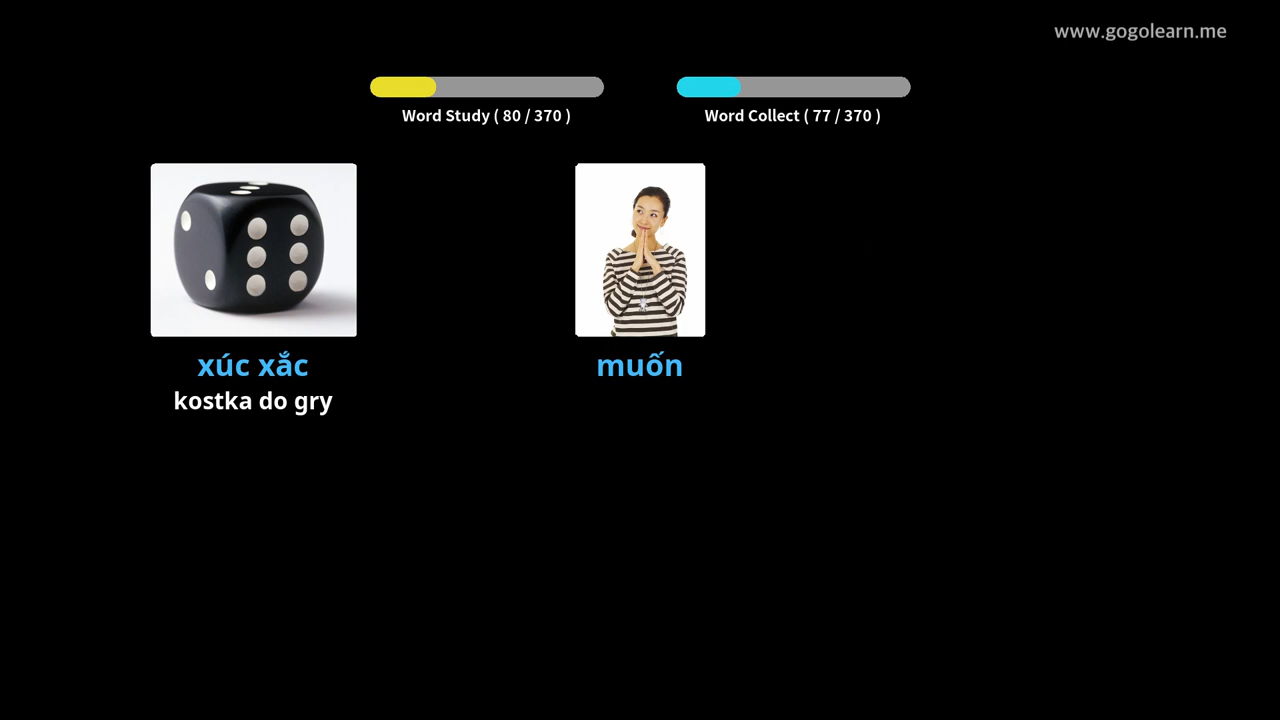 www.gogolearn.me
Word Study ( 80 / 370 )
Word Collect ( 77 / 370 )
xúc xắc
kostka do gry
muốn